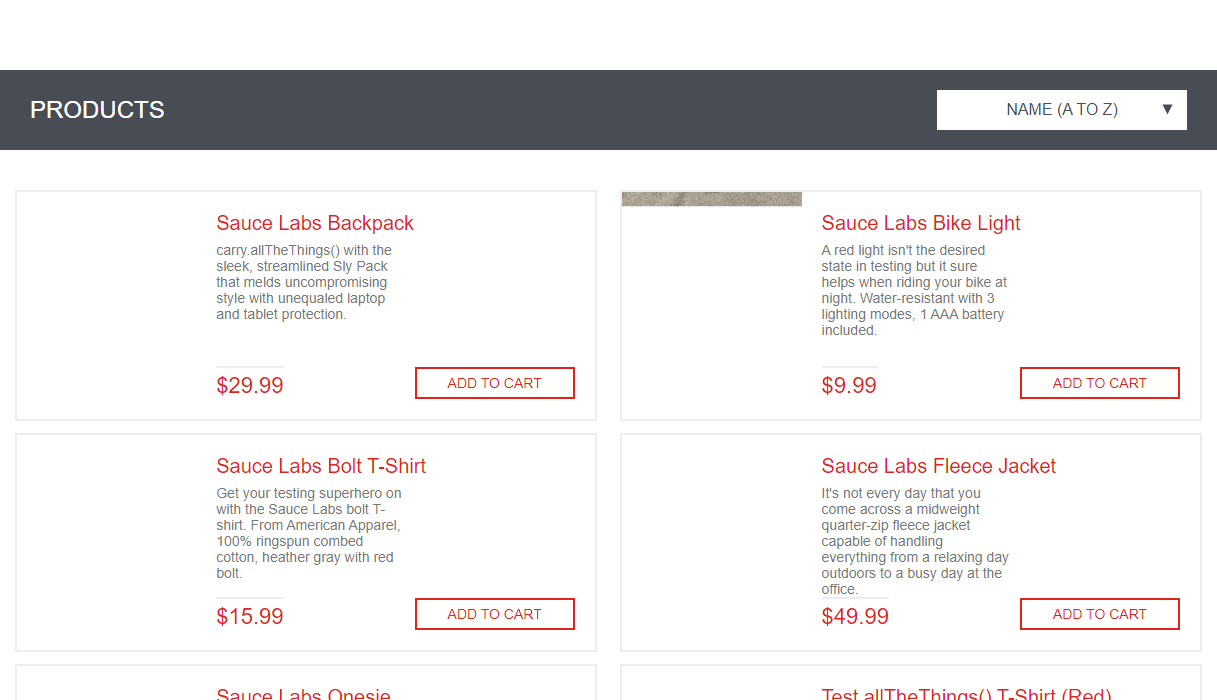 PRODUCTS
NAME (A TO Z)
Sauce Labs Backpack
carry.allTheThings() with the
sleek, streamlined Sly Pack
that melds uncompromising
style with unequaled laptop
and tablet protection.
$29.99
ADD TO CART
Sauce Labs Bike Light
A red light isn't the desired
state in testing but it sure
helps when riding your bike at
night. Water-resistant with 3
lighting modes, 1 AAA battery
included.
$9.99
ADD TO CART
Sauce Labs Bolt T-Shirt
Get your testing superhero on
with the Sauce Labs bolt T-
shirt. From American Apparel,
100% ringspun combed
cotton, heather gray with red
bolt.
$15.99
ADD TO CART
Sauce Labs Fleece Jacket
It's not every day that you
come across a midweight
quarter-zip fleece jacket
capable of handling
everything from a relaxing day
outdoors to a busy day at the
office.
$49.99
ADD TO CART
Sauce Labs Onesie
Test.allTheThings() T-Shirt (Red)